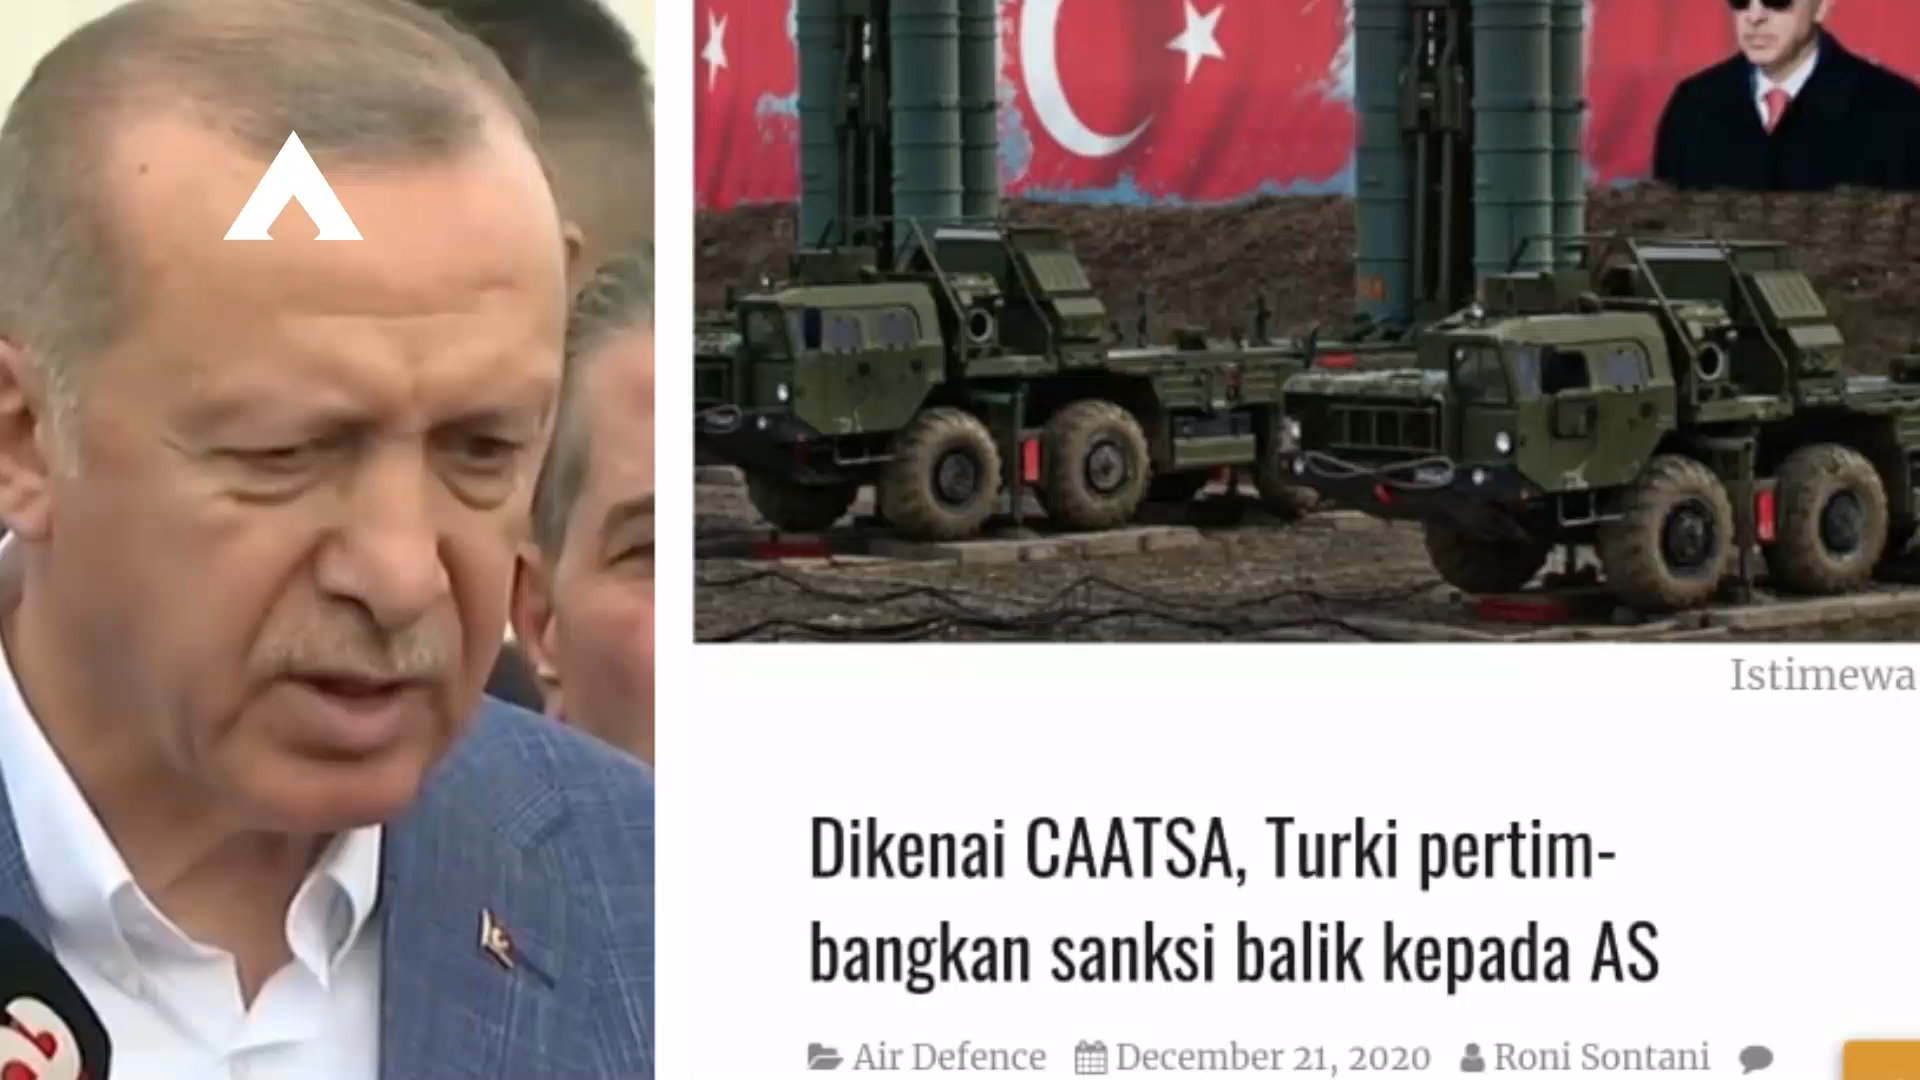 Istimewa
Dikenai CAATSA, Turki pertim-
bangkan sanksi balik kepada AS
Air Defence December 21, 2020 Roni Sontani